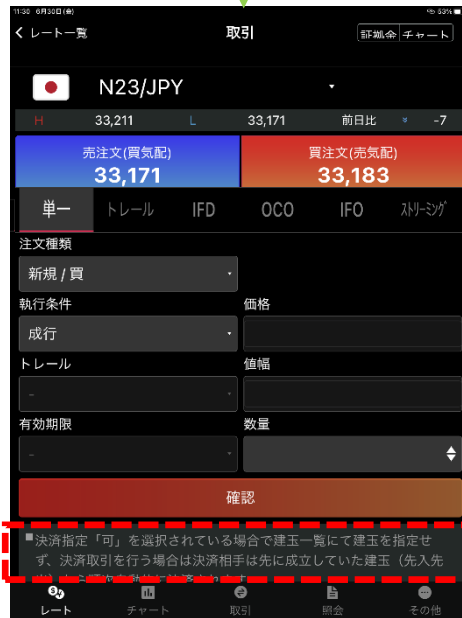 11:30 6月30日(金) 53%
レート一覧 取引 証拠金 チャート
N23/JPY
H 33,211 L 33,171 前日比 -7
売注文(買気配) 買注文(売気配)
33,171 33,183
単一 トレール IFD OCO IFO ストリーミング
注文種類
新規 / 買
執行条件 価格
成行
トレール 値幅
-
有効期限 数量
-
確認
■決済指定「可」を選択されている場合で建玉一覧にて建玉を指定せ
ず、決済取引を行う場合は決済相手は先に成立していた建玉（先入先
レート チャート 取引 照会 その他